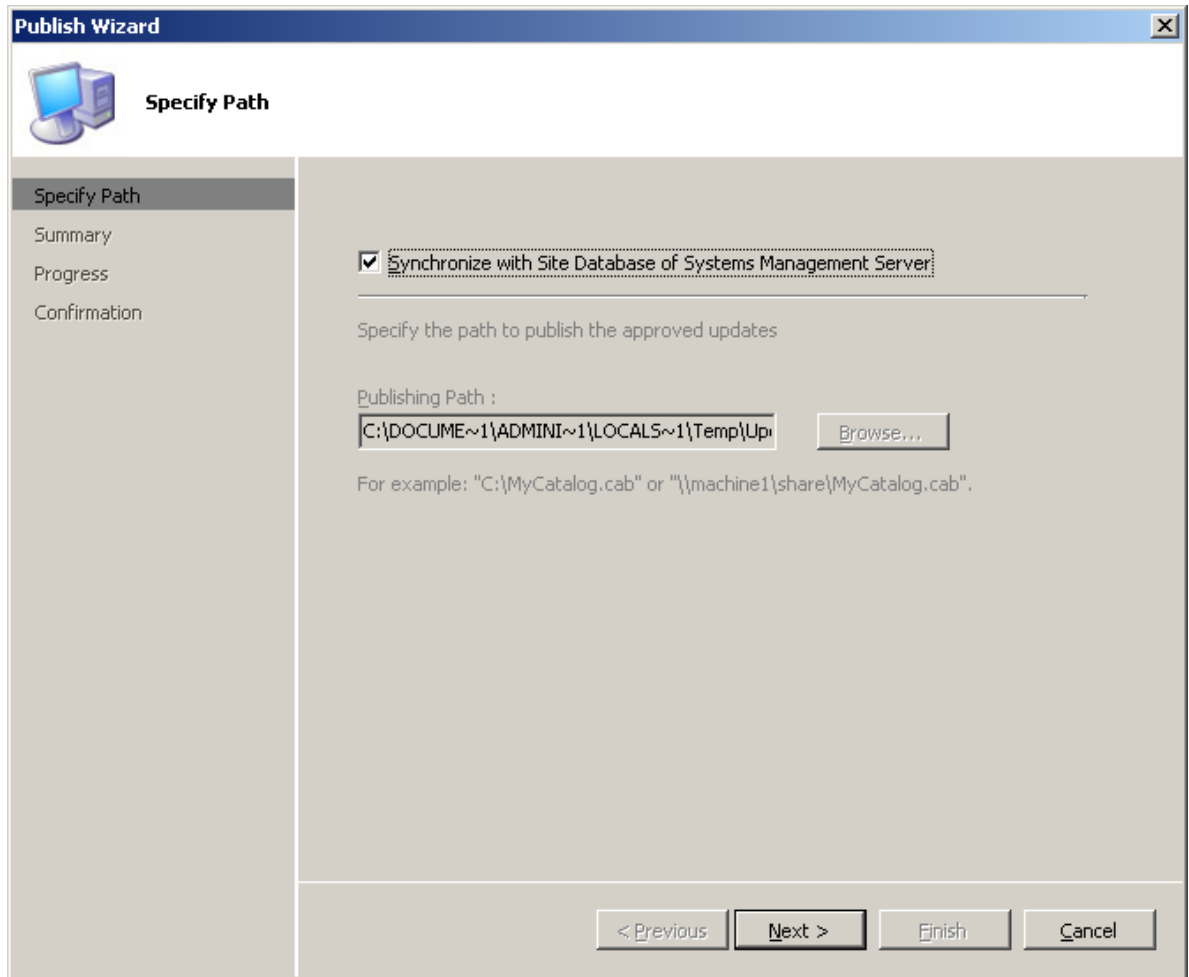 Publish Wizard
Specify Path
Specify Path
Summary
Progress
Confirmation
Synchronize with Site Database of Systems Management Server
Specify the path to publish the approved updates
Publishing Path :
C:\DOCUME~1\ADMINI~1\LOCALS~1\Temp\Up
Browse...
For example: "C:\MyCatalog.cab" or "\\machine1\share\MyCatalog.cab".
< Previous Next > Finish Cancel